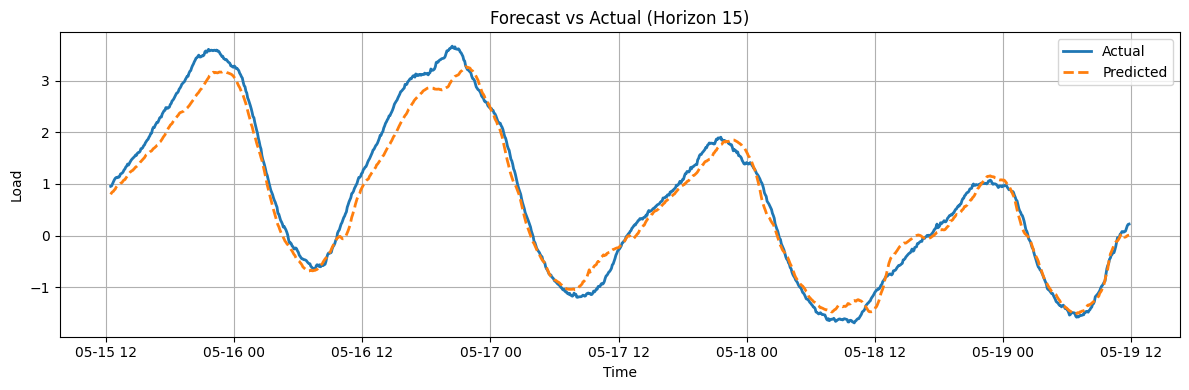 Forecast vs Actual (Horizon 15)
Actual
Predicted
Load
3
2
1
0
−1
05-15 12
05-16 00
05-16 12
05-17 00
05-17 12
05-18 00
05-18 12
05-19 00
05-19 12
Time